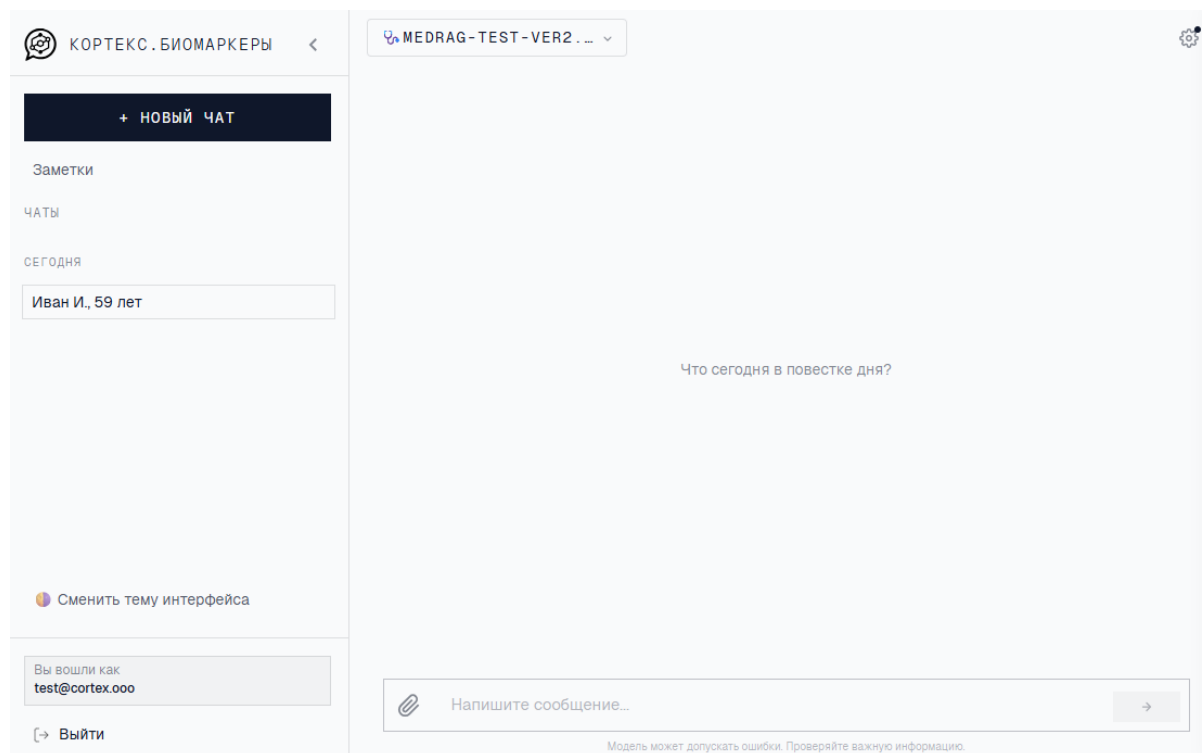 КОРТЕКС.БИОМАРКЕРЫ
+ НОВЫЙ ЧАТ
Заметки
ЧАТЫ
СЕГОДНЯ
Иван И., 59 лет
Сменить тему интерфейса
Вы вошли как
test@cortex.ooo
Выйти
MEDRAG-TEST-VER2.…
Что сегодня в повестке дня?
Напишите сообщение…
Модель может допускать ошибки. Проверяйте важную информацию.